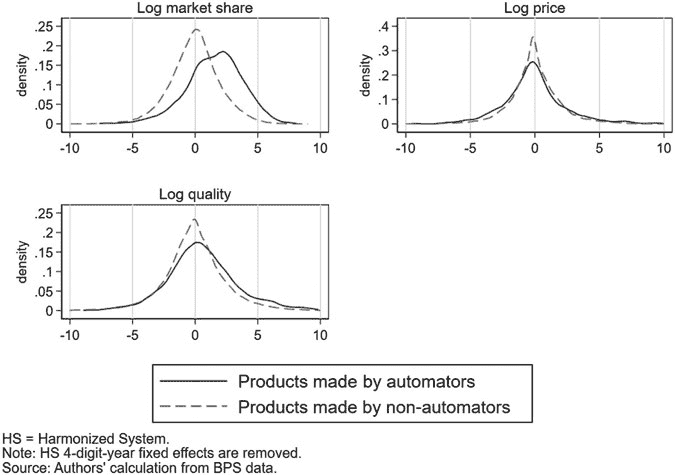 Log market share
density
.25
.2
.15
.1
.05
0
-10 -5 0 5 10
Log price
density
.4
.3
.2
.1
0
-10 -5 0 5 10
Log quality
density
.25
.2
.15
.1
.05
0
-10 -5 0 5 10
Products made by automators
Products made by non-automators
HS = Harmonized System.
Note: HS 4-digit-year fixed effects are removed.
Source: Authors' calculation from BPS data.